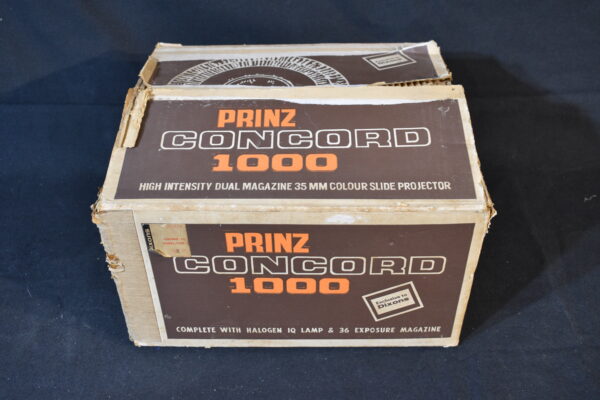 PRINZ
CONCORD
1000
HIGH INTENSITY DUAL MAGAZINE 35 MM COLOUR SLIDE PROJECTOR
Dixons
PRINZ
CONCORD
1000
Exclusive to
Dixons
COMPLETE WITH HALOGEN IQ LAMP & 36 EXPOSURE MAGAZINE